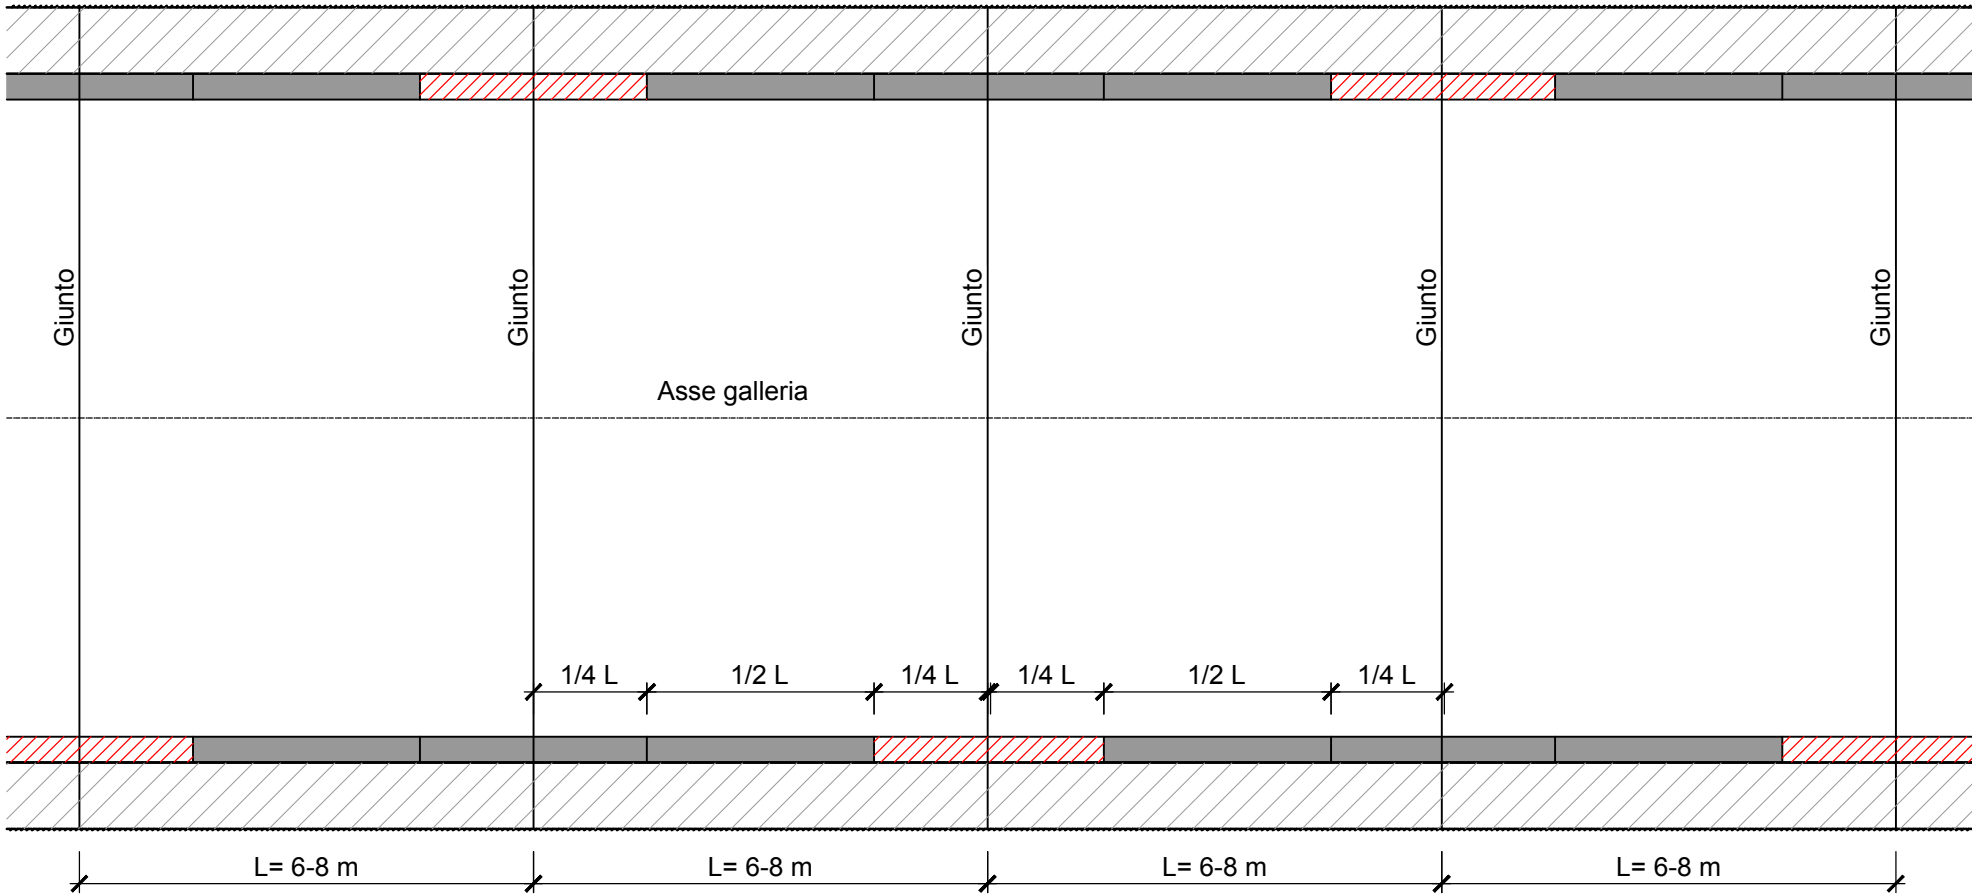 Giunto
Giunto
Giunto
Giunto
Giunto
Asse galleria
1/4 L
1/2 L
1/4 L
1/4 L
1/2 L
1/4 L
L= 6-8 m
L= 6-8 m
L= 6-8 m
L= 6-8 m